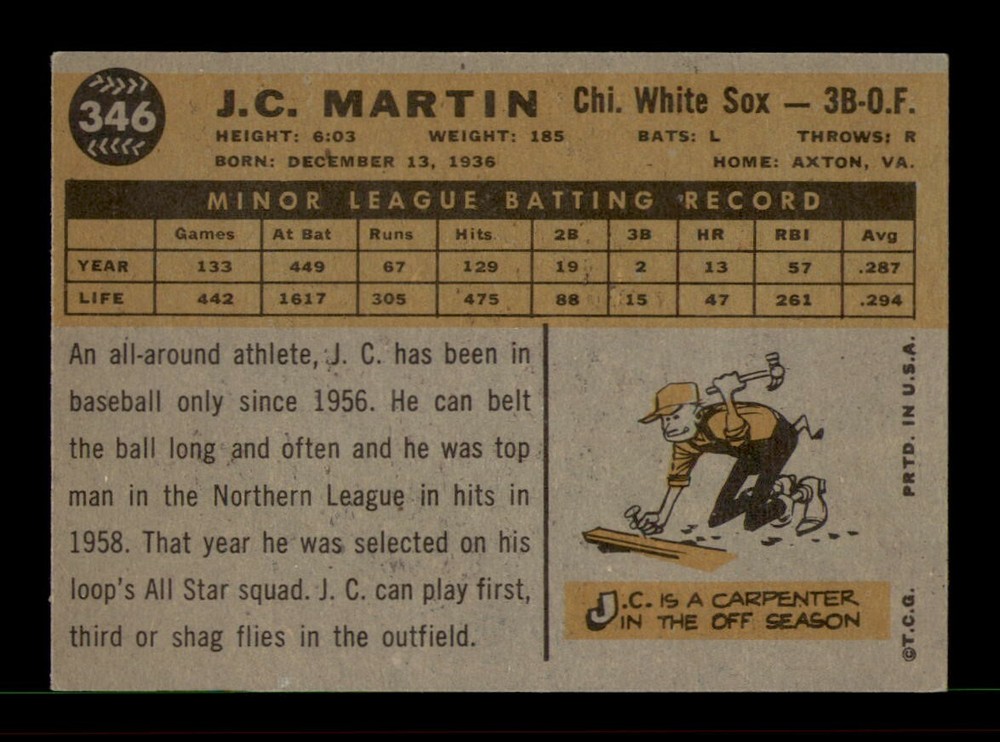 346
J.C. MARTIN Chi. White Sox — 3B-O.F.
HEIGHT: 6:03 WEIGHT: 185 BATS: L THROWS: R
BORN: DECEMBER 13, 1936 HOME: AXTON, VA.
MINOR LEAGUE BATTING RECORD
Games At Bat Runs Hits 2B 3B HR RBI Avg
YEAR 133 449 67 129 19 2 13 57 .287
LIFE 442 1617 305 475 88 15 47 261 .294
An all-around athlete, J. C. has been in
baseball only since 1956. He can belt
the ball long and often and he was top
man in the Northern League in hits in
1958. That year he was selected on his
loop's All Star squad. J. C. can play first,
third or shag flies in the outfield.
J.C. IS A CARPENTER
IN THE OFF SEASON
PRTD. IN U.S.A.
©T.C.G.